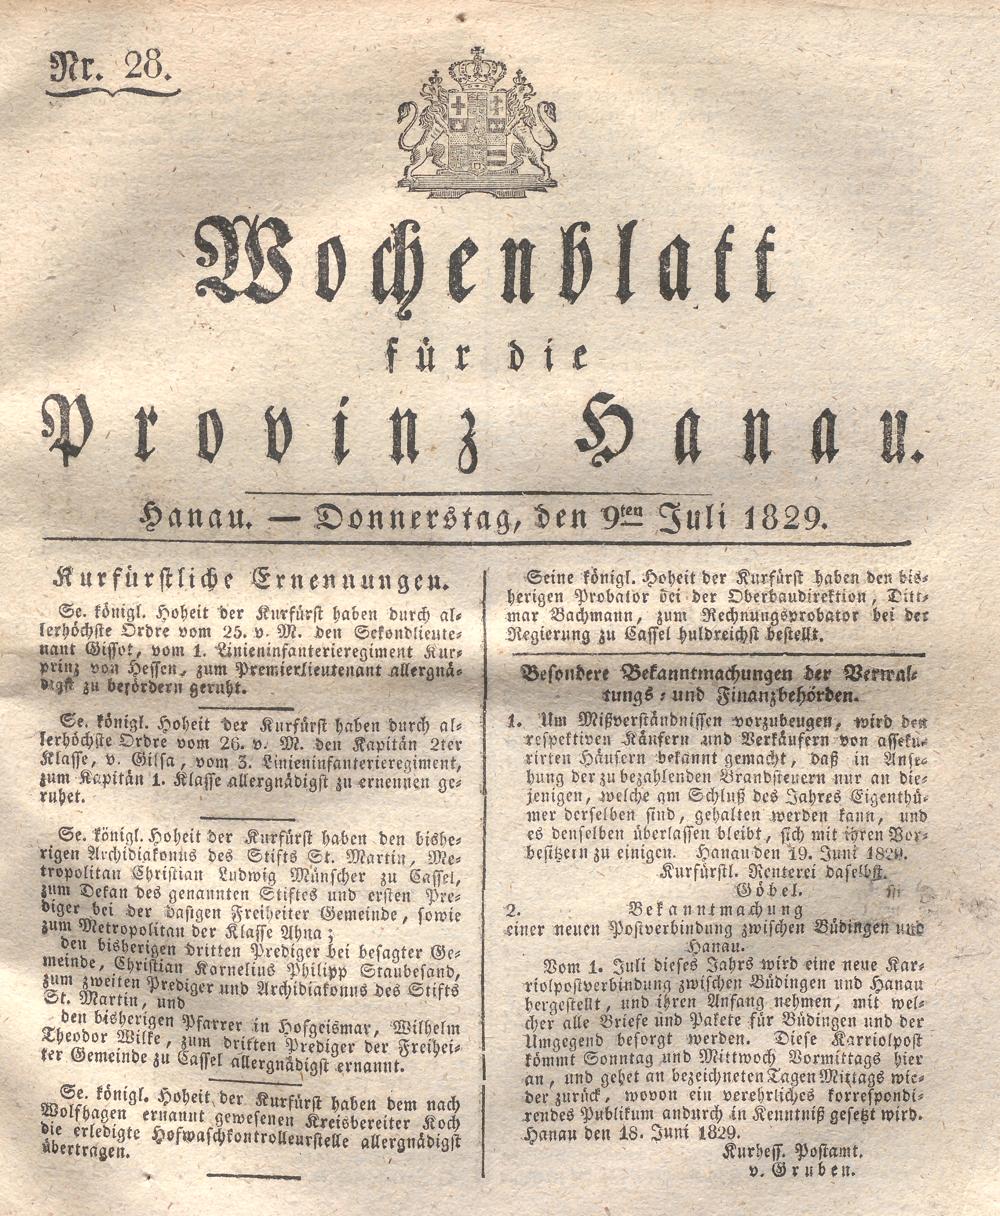 Nr. 28.
Wochenblatt
für die
Provinz Hanau.
Hanau. — Donnerstag, den 9ten Juli 1829.
Kurfürstliche Ernennungen.
Se. königl. Hoheit der Kurfürst haben durch al-
lerhöchste Ordre vom 25. v. M. den Sekondlieute-
nant Gissot, vom 1. Linieninfanterieregiment Kur-
prinz von Hessen, zum Premierlieutenant allergnä-
digst zu befördern geruht.
Se. königl. Hoheit der Kurfürst haben durch al-
lerhöchste Ordre vom 26. v. M. den Kapitän 2ter
Klasse, v. Gilsa, vom 3. Linieninfanterieregiment,
zum Kapitän 1. Klasse allergnädigst zu ernennen ge-
ruhet.
Se. königl. Hoheit der Kurfürst haben den bishe-
rigen Archidiakonus des Stifts St. Martin, Me-
tropolitan Christian Ludwig Münscher zu Cassel,
zum Dekan des genannten Stiftes und ersten Pre-
diger bei der dasigen Freiheiter Gemeinde, sowie
zum Metropolitan der Klasse Ahna;
den bisherigen dritten Prediger bei besagter Ge-
meinde, Christian Karnelius Philipp Staubesand,
zum zweiten Prediger und Archidiakonus des Stifts
St. Martin, und
den bisherigen Pfarrer in Hofgeismar, Wilhelm
Theodor Wilke, zum dritten Prediger der Freihei-
ter Gemeinde zu Cassel allergnädigst ernannt.
Se. königl. Hoheit der Kurfürst haben dem nach
Wolfhagen ernannt gewesenen Kreisbereiter Koch
die erledigte Hofwaschkontrolleurstelle allergnädigst
übertragen.
Seine königl. Hoheit der Kurfürst haben den bis-
herigen Probator bei der Oberbaudirektion, Ditt-
mar Bachmann, zum Rechnungsprobator bei der
Regierung zu Cassel huldreichst bestellt.
Besondere Bekanntmachungen der Verwal-
tungs- und Finanzbehörden.
1. Um Mißverständnissen vorzubeugen, wird den
respektiven Käufern und Verkäufern von asseku-
rirten Häusern bekannt gemacht, daß in Anse-
hung der zu bezahlenden Brandsteuern nur an die-
jenigen, welche am Schluß des Jahres Eigenthü-
mer derselben sind, gehalten werden kann, und
es denselben überlassen bleibt, sich mit ihren Vor-
besitzern zu einigen. Hanau den 19. Juni 1829.
Kurfürstl. Renterei daselbst.
Göbel.
2. Bekanntmachung
einer neuen Postverbindung zwischen Büdingen und
Hanau.
Vom 1. Juli dieses Jahrs wird eine neue Kar-
riolpostverbindung zwischen Büdingen und Hanau
hergestellt, und ihren Anfang nehmen, mit wel-
cher alle Briefe und Pakete für Büdingen und der
Umgegend besorgt werden. Diese Karriolpost
kömmt Sonntag und Mittwoch Vormittags hier
an, und gehet an bezeichneten Tagen Mittags wie-
der zurück, wovon ein verehrliches korrespondi-
rendes Publikum andurch in Kenntniß gesetzt wird.
Hanau den 18. Juni 1829.
Kurhess. Postamt.
v. Gruben.